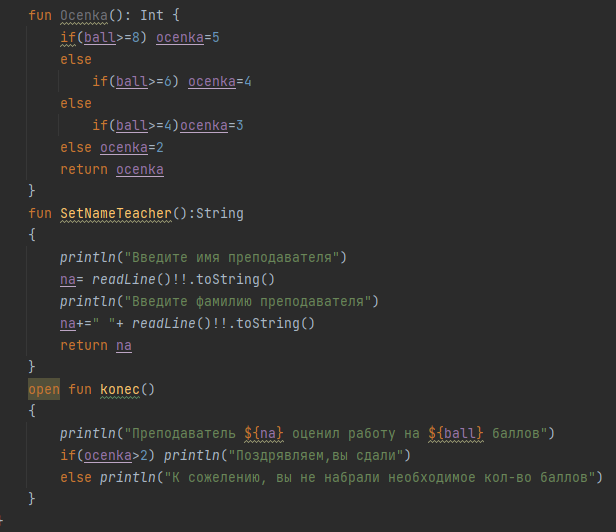 fun Ocenka(): Int {
if(ball>=8) ocenka=5
else
if(ball>=6) ocenka=4
else
if(ball>=4)ocenka=3
else ocenka=2
return ocenka
}
fun SetNameTeacher():String
{
println("Введите имя преподавателя")
na= readLine()!!.toString()
println("Введите фамилию преподавателя")
na+=" "+ readLine()!!.toString()
return na
}
open fun konec()
{
println("Преподаватель ${na} оценил работу на ${ball} баллов")
if(ocenka>2) println("Поздрявляем,вы сдали")
else println("К сожелению, вы не набрали необходимое кол-во баллов")
}
}